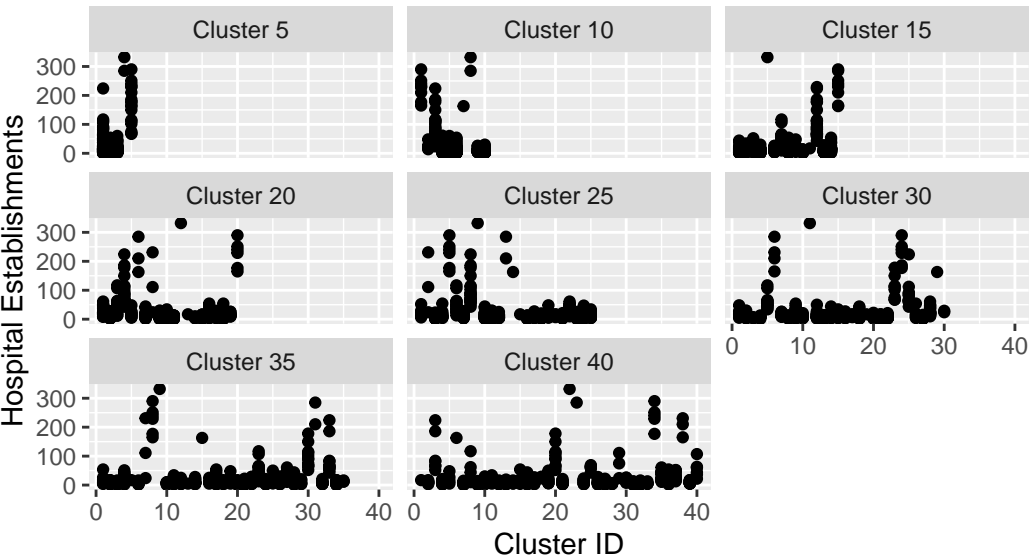 Cluster 5 Cluster 10 Cluster 15
300
200
100
0
Cluster 20 Cluster 25 Cluster 30
300
200
100
0
0 10 20 30 40
Cluster 35 Cluster 40
300
200
100
0
0 10 20 30 40 0 10 20 30 40
Cluster ID
Hospital Establishments